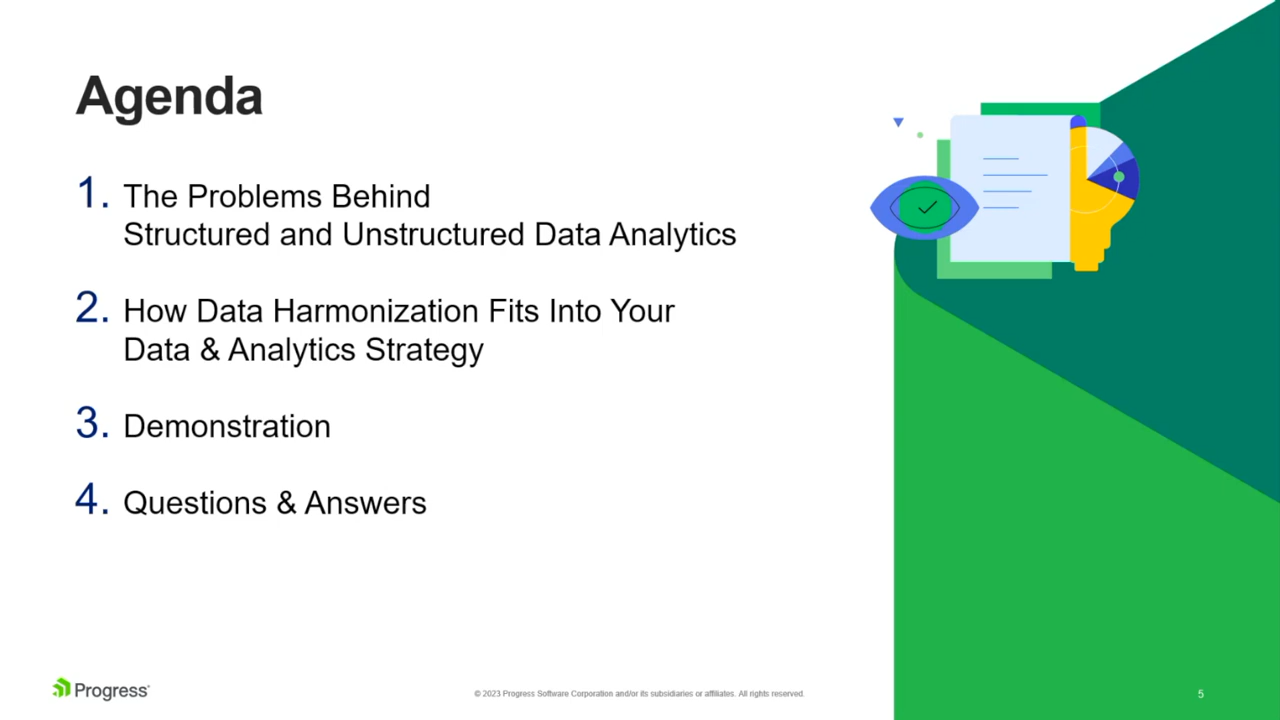 Agenda
1. The Problems Behind
Structured and Unstructured Data Analytics
2. How Data Harmonization Fits Into Your
Data & Analytics Strategy
3. Demonstration
4. Questions & Answers
Progress®
© 2023 Progress Software Corporation and/or its subsidiaries or affiliates. All rights reserved.
5